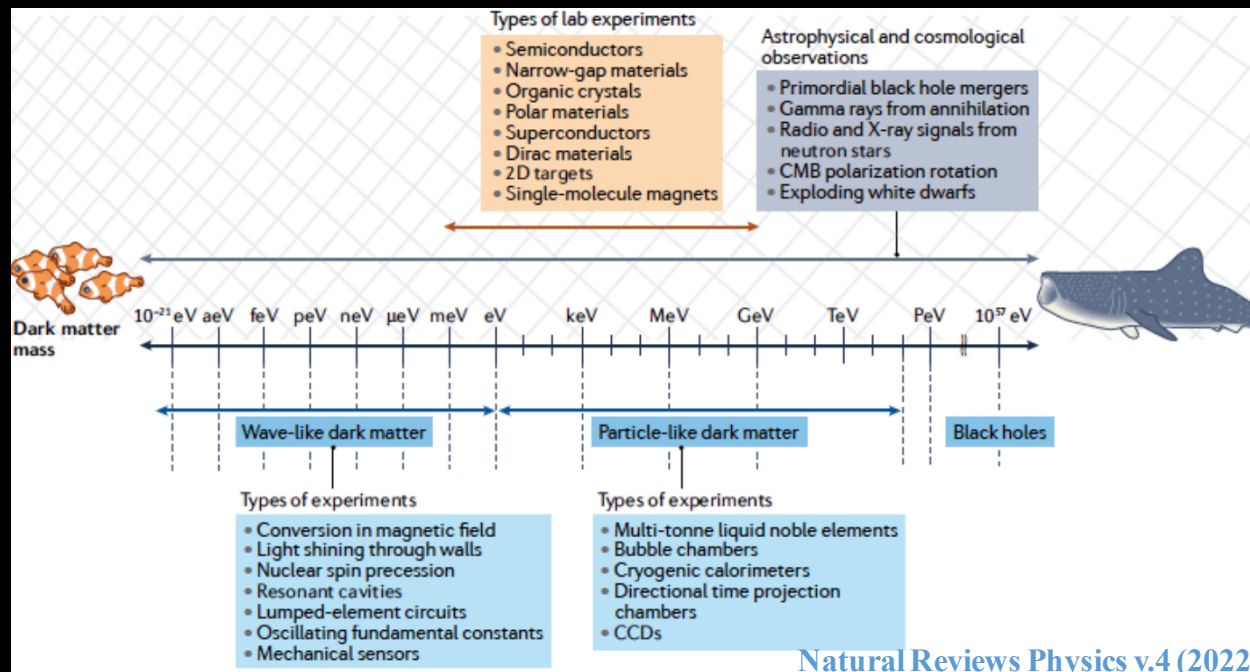 Types of lab experiments
• Semiconductors
• Narrow-gap materials
• Organic crystals
• Polar materials
• Superconductors
• Dirac materials
• 2D targets
• Single-molecule magnets
Astrophysical and cosmological
observations
• Primordial black hole mergers
• Gamma rays from annihilation
• Radio and X-ray signals from
neutron stars
• CMB polarization rotation
• Exploding white dwarfs
Dark matter
mass
10⁻²¹ eV aeV feV peV neV μeV meV eV keV MeV GeV TeV PeV 10⁵⁷ eV
Wave-like dark matter
Particle-like dark matter
Black holes
Types of experiments
• Conversion in magnetic field
• Light shining through walls
• Nuclear spin precession
• Resonant cavities
• Lumped-element circuits
• Oscillating fundamental constants
• Mechanical sensors
Types of experiments
• Multi-tonne liquid noble elements
• Bubble chambers
• Cryogenic calorimeters
• Directional time projection
chambers
• CCDs
Natural Reviews Physics v.4 (2022